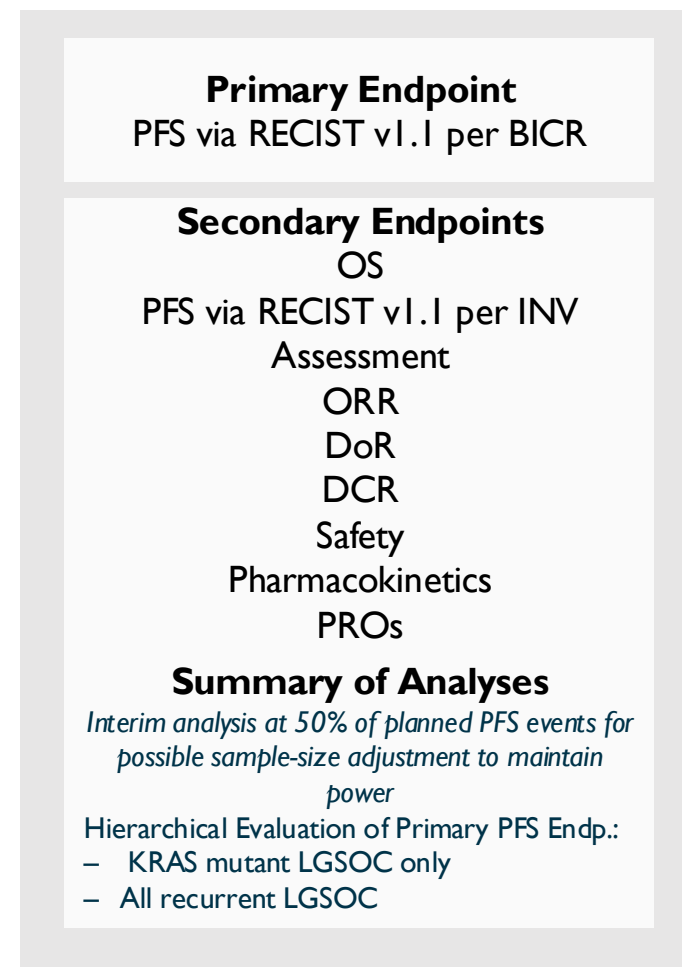 Primary Endpoint
PFS via RECIST v1.1 per BICR
Secondary Endpoints
OS
PFS via RECIST v1.1 per INV
Assessment
ORR
DoR
DCR
Safety
Pharmacokinetics
PROs
Summary of Analyses
Interim analysis at 50% of planned PFS events for
possible sample-size adjustment to maintain
power
Hierarchical Evaluation of Primary PFS Endp.:
– KRAS mutant LGSOC only
– All recurrent LGSOC